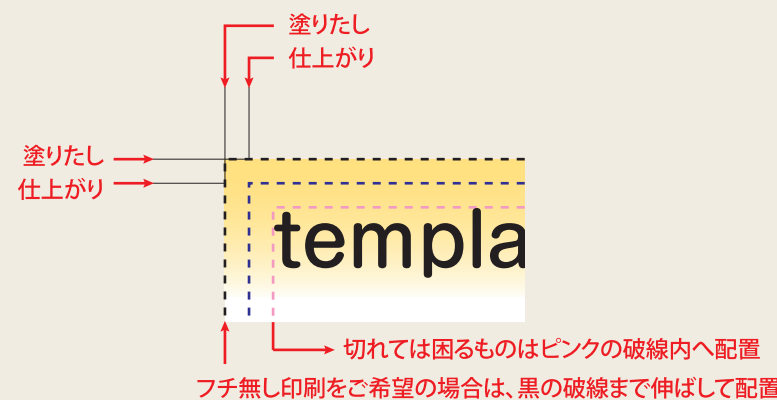 塗りたし
仕上がり
塗りたし
仕上がり
templa
切れては困るものはピンクの破線内へ配置
フチ無し印刷をご希望の場合は、黒の破線まで伸ばして配置